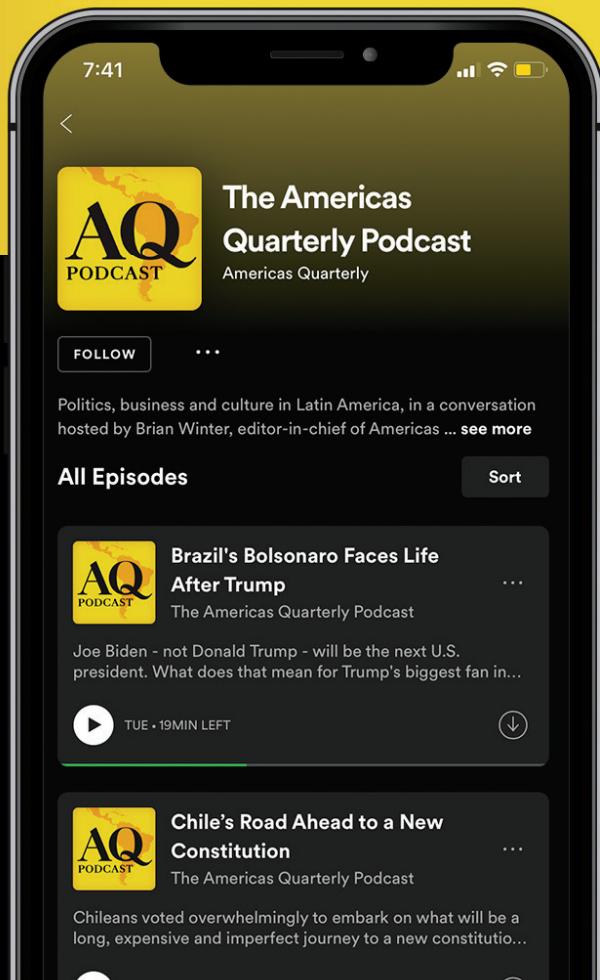 7:41
AQ
PODCAST
The Americas
Quarterly Podcast
Americas Quarterly
FOLLOW
Politics, business and culture in Latin America, in a conversation
hosted by Brian Winter, editor-in-chief of Americas ... see more
All Episodes
Sort
AQ
PODCAST
Brazil's Bolsonaro Faces Life
After Trump
The Americas Quarterly Podcast
Joe Biden - not Donald Trump - will be the next U.S.
president. What does that mean for Trump's biggest fan in...
TUE • 19MIN LEFT
AQ
PODCAST
Chile’s Road Ahead to a New
Constitution
The Americas Quarterly Podcast
Chileans voted overwhelmingly to embark on what will be a
long, expensive and imperfect journey to a new constitutio...